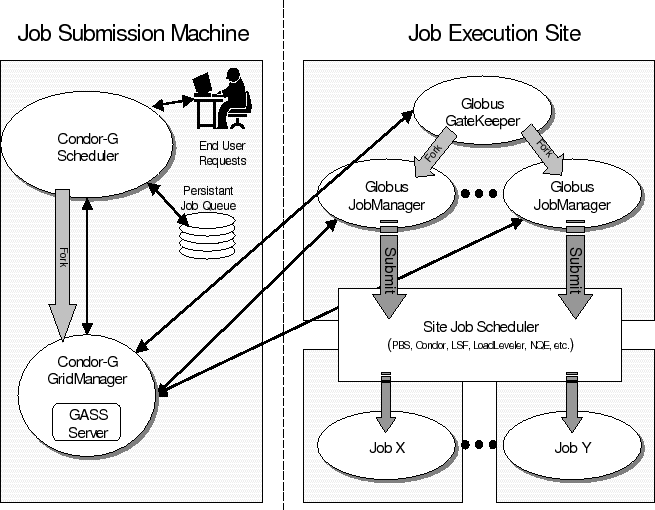 Job Submission Machine
Job Execution Site
Condor-G
Scheduler
End User
Requests
Persistant
Job Queue
Fork
Condor-G
GridManager
GASS
Server
Globus
GateKeeper
Fork
Fork
Globus
JobManager
Globus
JobManager
Submit
Submit
Site Job Scheduler
(PBS, Condor, LSF, LoadLeveler, NQE, etc.)
Job X
Job Y